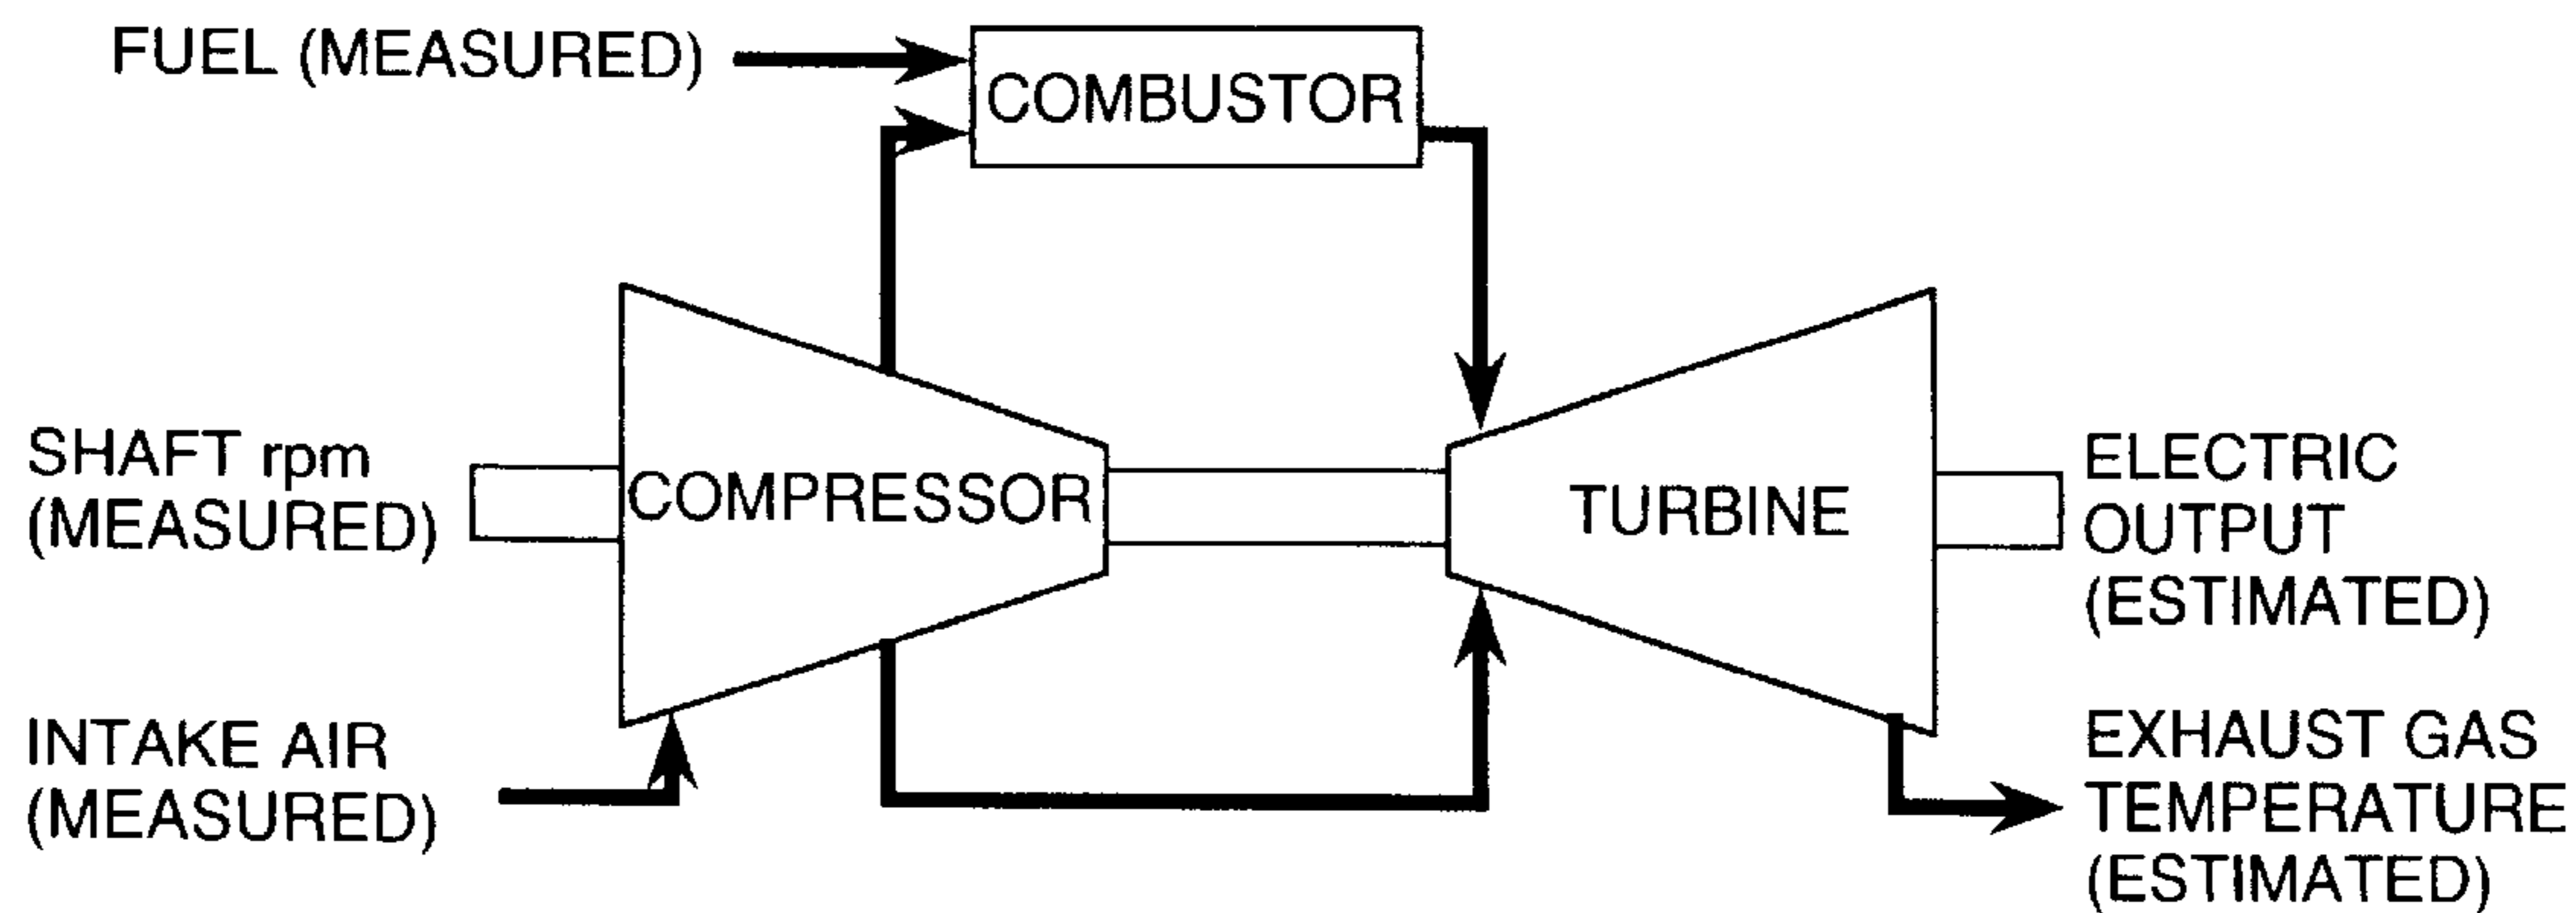 FUEL (MEASURED)
COMBUSTOR
SHAFT rpm
(MEASURED)
COMPRESSOR
TURBINE
ELECTRIC
OUTPUT
(ESTIMATED)
INTAKE AIR
(MEASURED)
EXHAUST GAS
TEMPERATURE
(ESTIMATED)